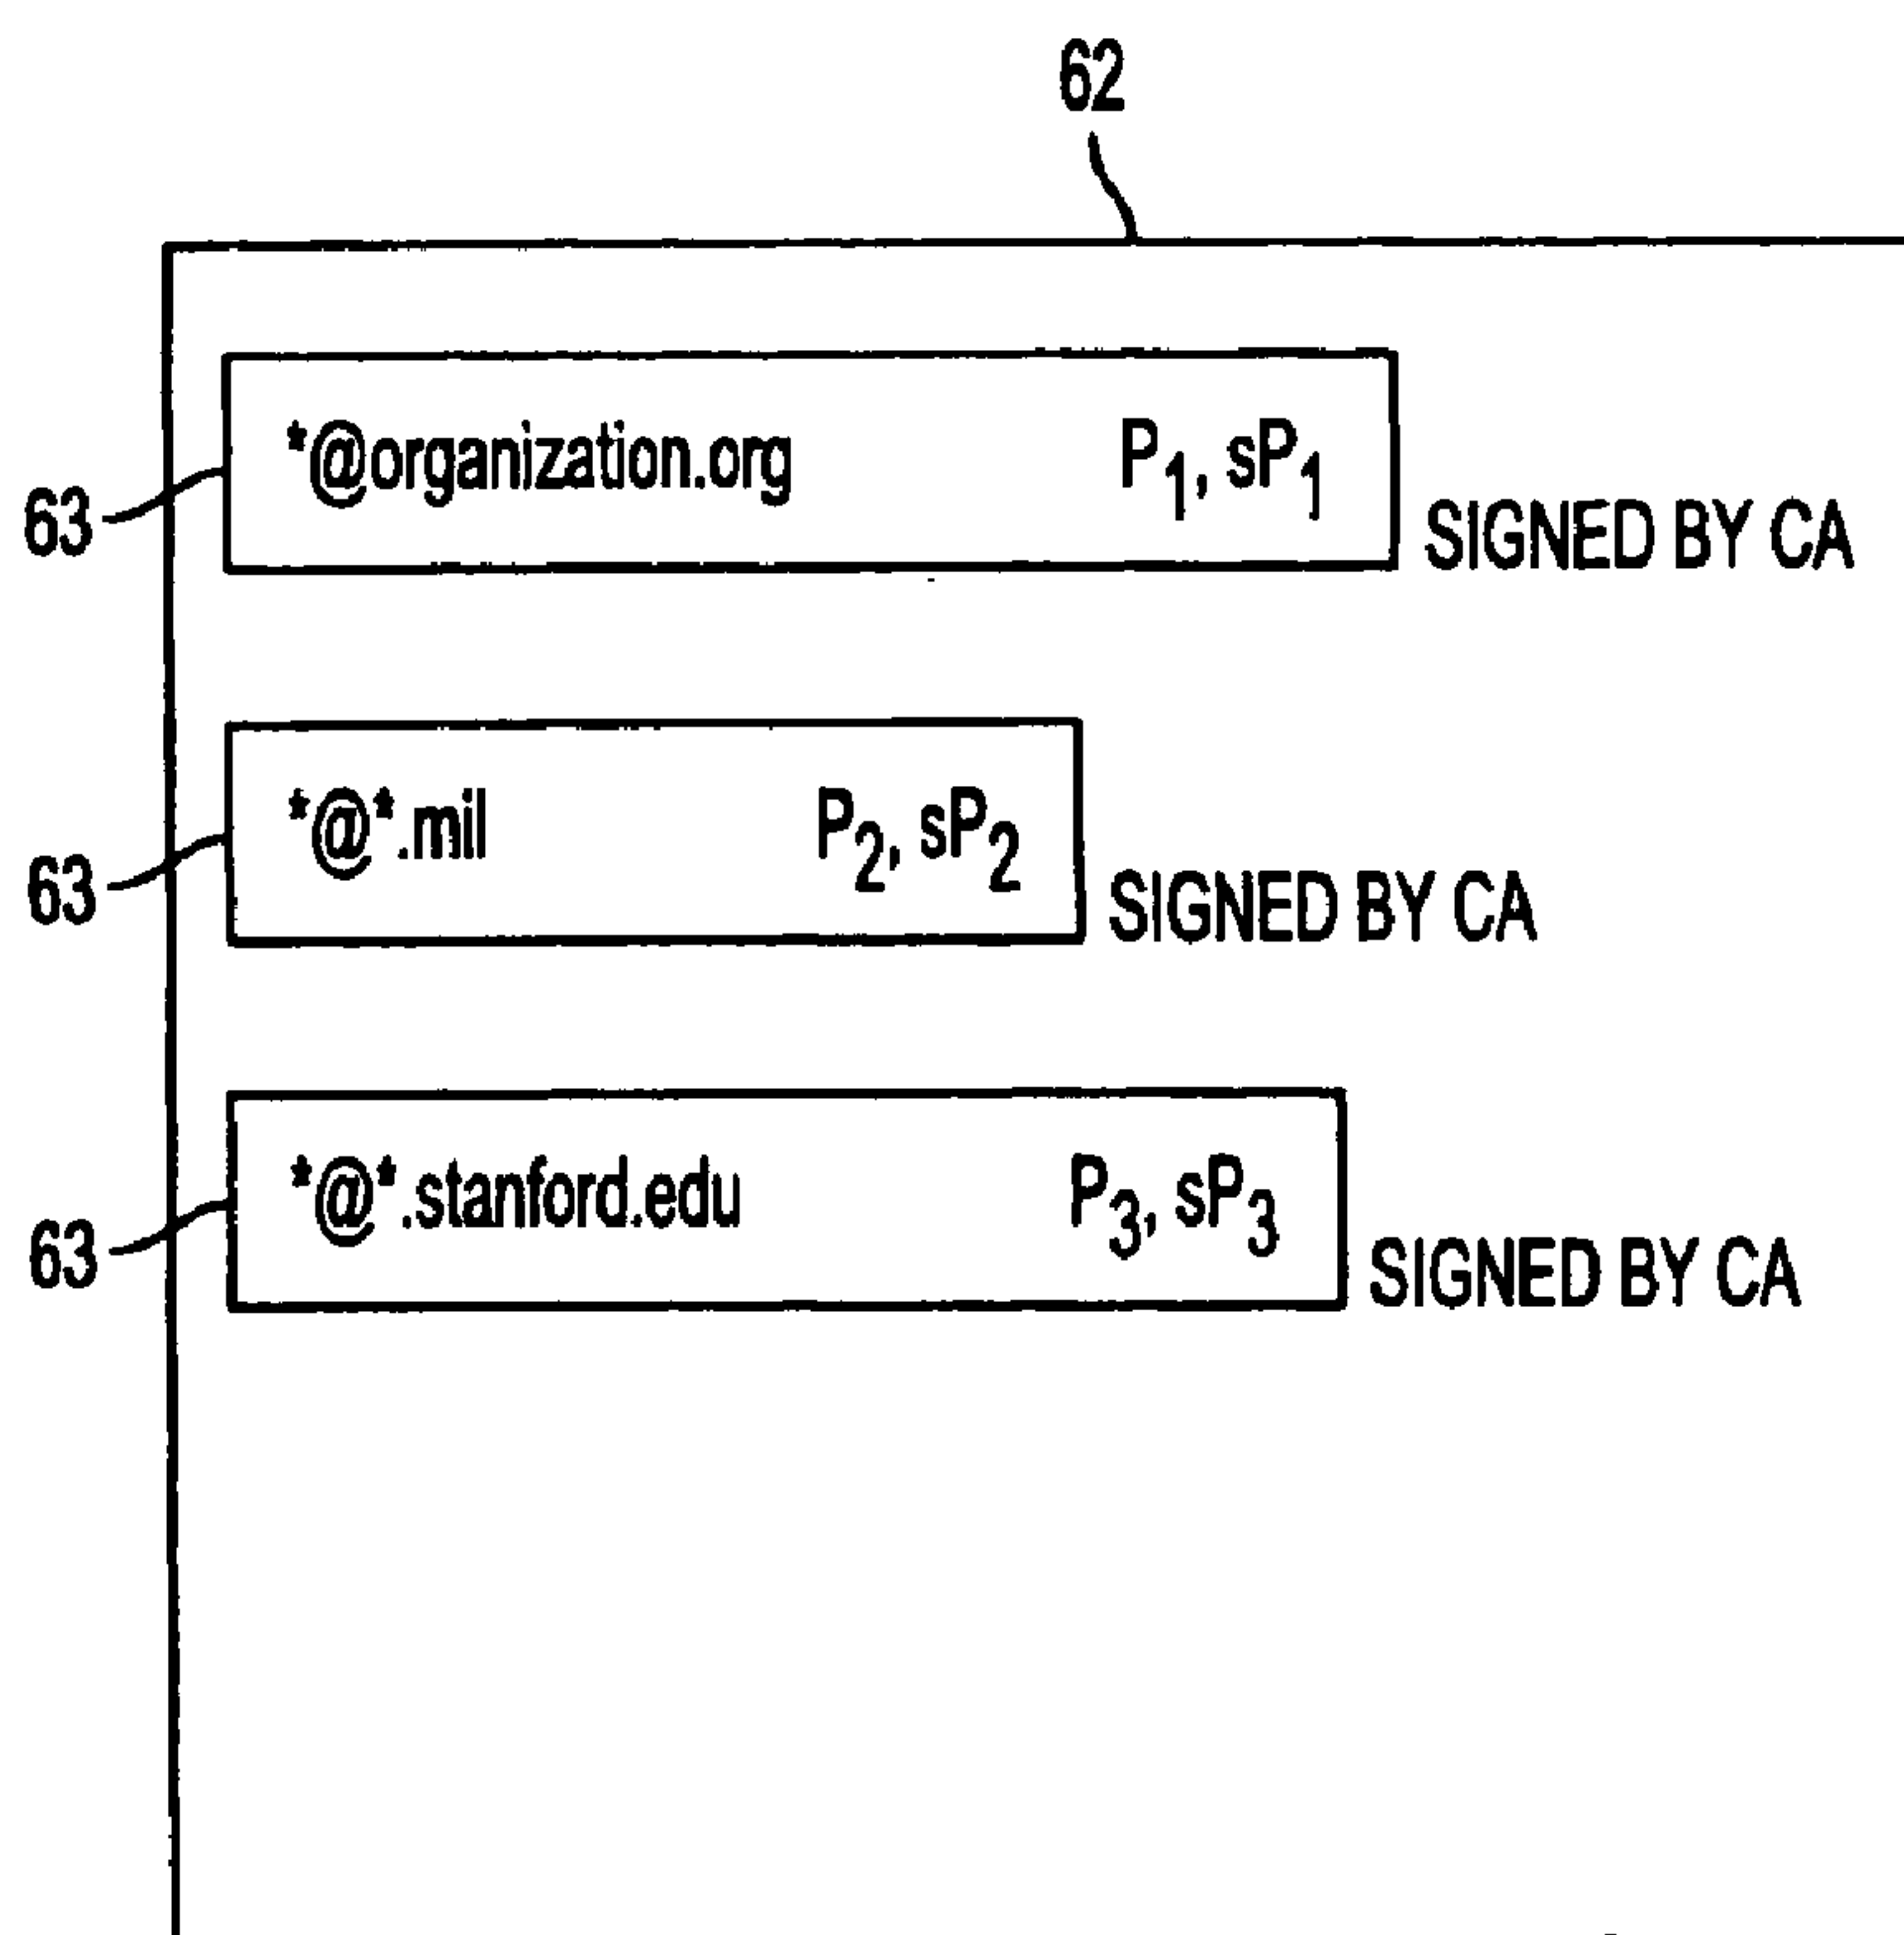 62
*@organization.org P1, sP1
63
SIGNED BY CA
*@*.mil P2, sP2
63
SIGNED BY CA
*@*.stanford.edu P3, sP3
63
SIGNED BY CA